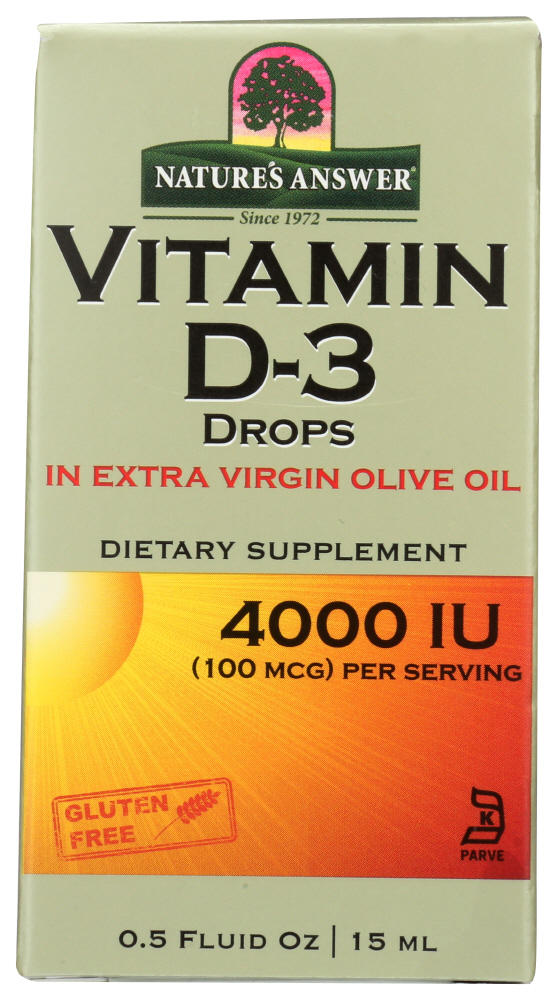 NATURE'S ANSWER®
Since 1972
VITAMIN
D-3
DROPS
IN EXTRA VIRGIN OLIVE OIL
DIETARY SUPPLEMENT
4000 IU
(100 MCG) PER SERVING
GLUTEN
FREE
K
PARVE
0.5 FLUID OZ | 15 ML